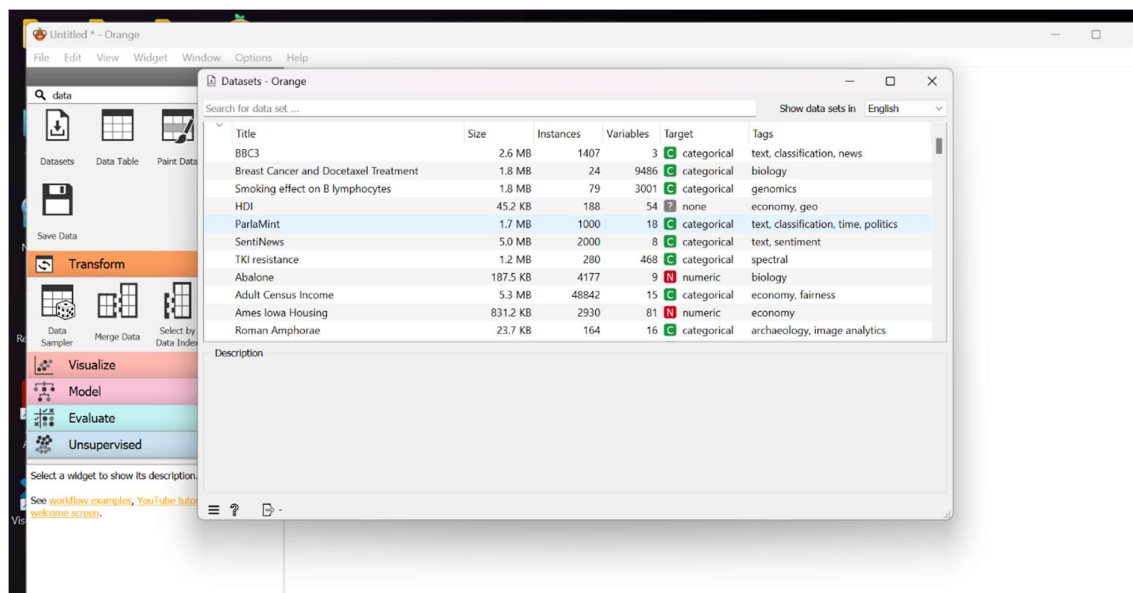 Untitled * - Orange
File Edit View Widget Window Options Help
data
Datasets Data Table Paint Data
Save Data
Transform
Data Sampler Merge Data Select by Data Index
Visualize
Model
Evaluate
Unsupervised
Select a widget to show its description.
See workflow examples, YouTube
welcome screen.
Datasets - Orange
Search for data set ... Show data sets in English
Title Size Instances Variables Target Tags
BBC3 2.6 MB 1407 3 C categorical text, classification, news
Breast Cancer and Docetaxel Treatment 1.8 MB 24 9486 C categorical biology
Smoking effect on B lymphocytes 1.8 MB 79 3001 C categorical genomics
HDI 45.2 KB 188 54 ? none economy, geo
ParlaMint 1.7 MB 1000 18 C categorical text, classification, time, politics
SentiNews 5.0 MB 2000 8 C categorical text, sentiment
TKI resistance 1.2 MB 280 468 C categorical spectral
Abalone 187.5 KB 4177 9 N numeric biology
Adult Census Income 5.3 MB 48842 15 C categorical economy, fairness
Ames Iowa Housing 831.2 KB 2930 81 N numeric economy
Roman Amphorae 23.7 KB 164 16 C categorical archaeology, image analytics
Description